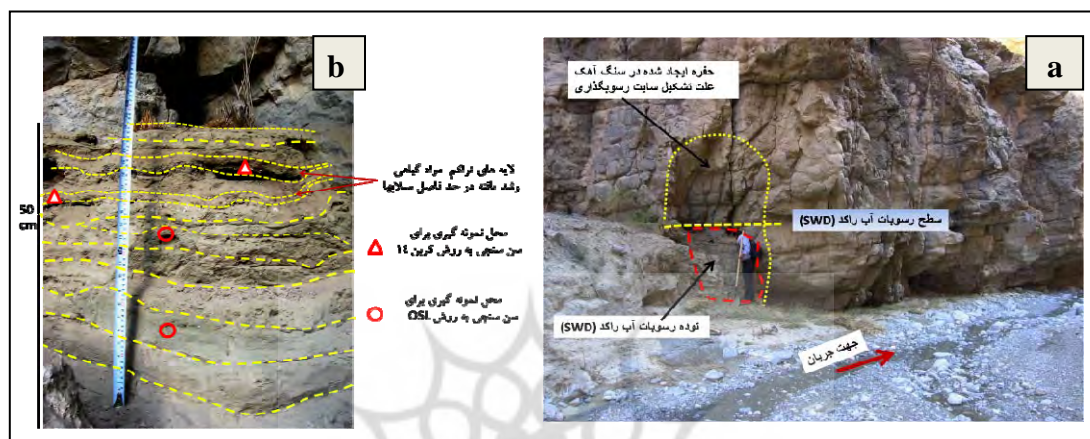 a
حفره ایجاد شده در سنگ آهک
علت تشکیل سایت رسوبگذاری
سطح رسوبات آب راکد (SWD)
توده رسوبات آب راکد (SWD)
جهت جریان
b
لایه های تراکم مواد گیاهی
رشد یافته در حد فاصل سیلابها
محل نمونه گیری برای
سن سنجی به روش کربن ١٤
محل نمونه گیری برای
سن سنجی به روش OSL
50
cm